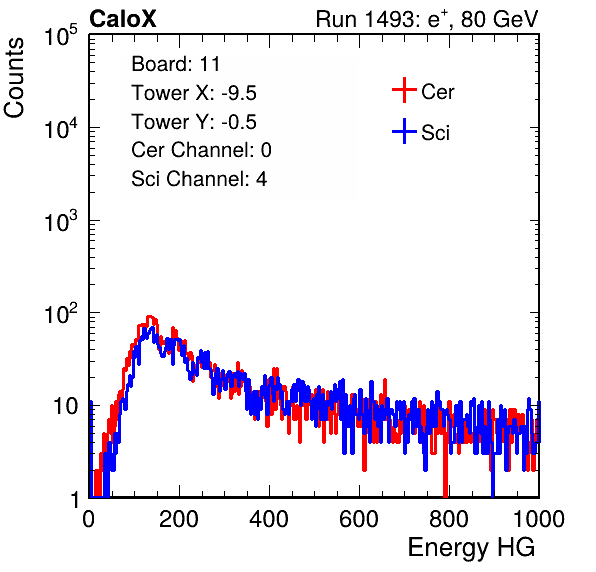 CaloX Run 1493: e⁺, 80 GeV
Counts
Board: 11
Tower X: -9.5
Tower Y: -0.5
Cer Channel: 0
Sci Channel: 4
Cer
Sci
10⁵
10⁴
10³
10²
10
1
0 200 400 600 800 1000
Energy HG